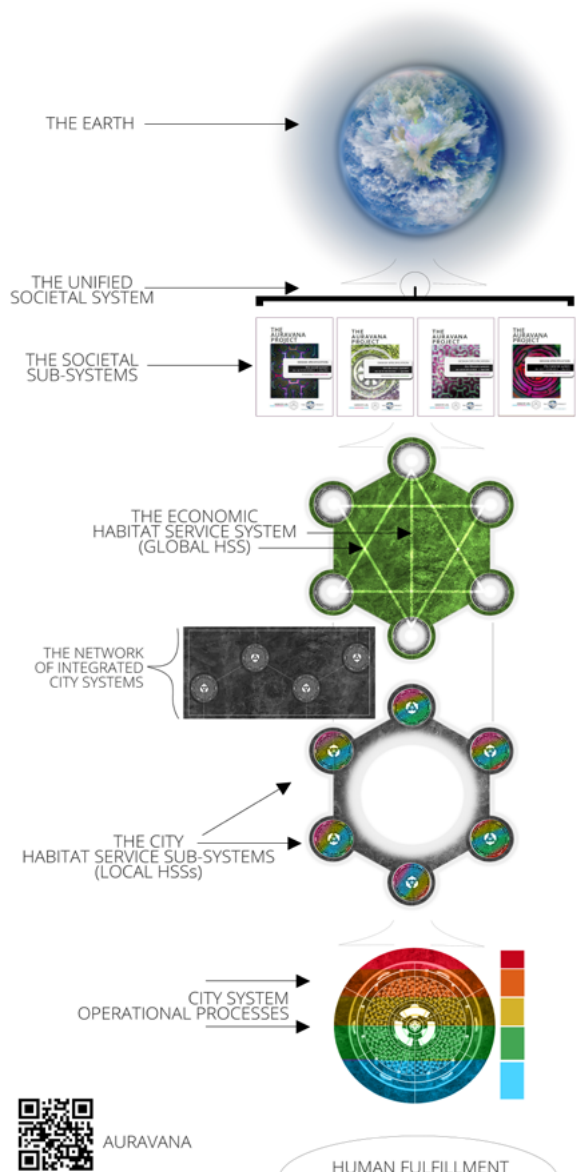 THE EARTH
THE UNIFIED
SOCIETAL SYSTEM
THE SOCIETAL
SUB-SYSTEMS
THE
AURAVANA
PROJECT
THE
AURAVANA
PROJECT
THE
AURAVANA
PROJECT
THE
AURAVANA
PROJECT
THE ECONOMIC
HABITAT SERVICE SYSTEM
(GLOBAL HSS)
THE NETWORK
OF INTEGRATED
CITY SYSTEMS
THE CITY
HABITAT SERVICE SUB-SYSTEMS
(LOCAL HSSs)
CITY SYSTEM
OPERATIONAL PROCESSES
AURAVANA
HUMAN FULFILLMENT